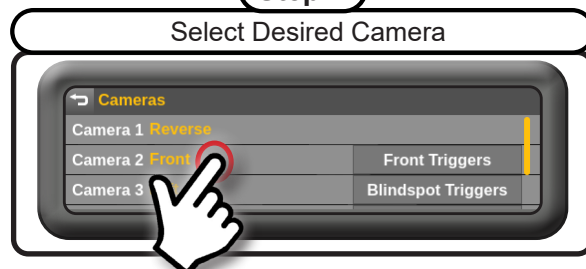 Select Desired Camera
Cameras
Camera 1 Reverse
Camera 2 Front
Front Triggers
Camera 3
Blindspot Triggers